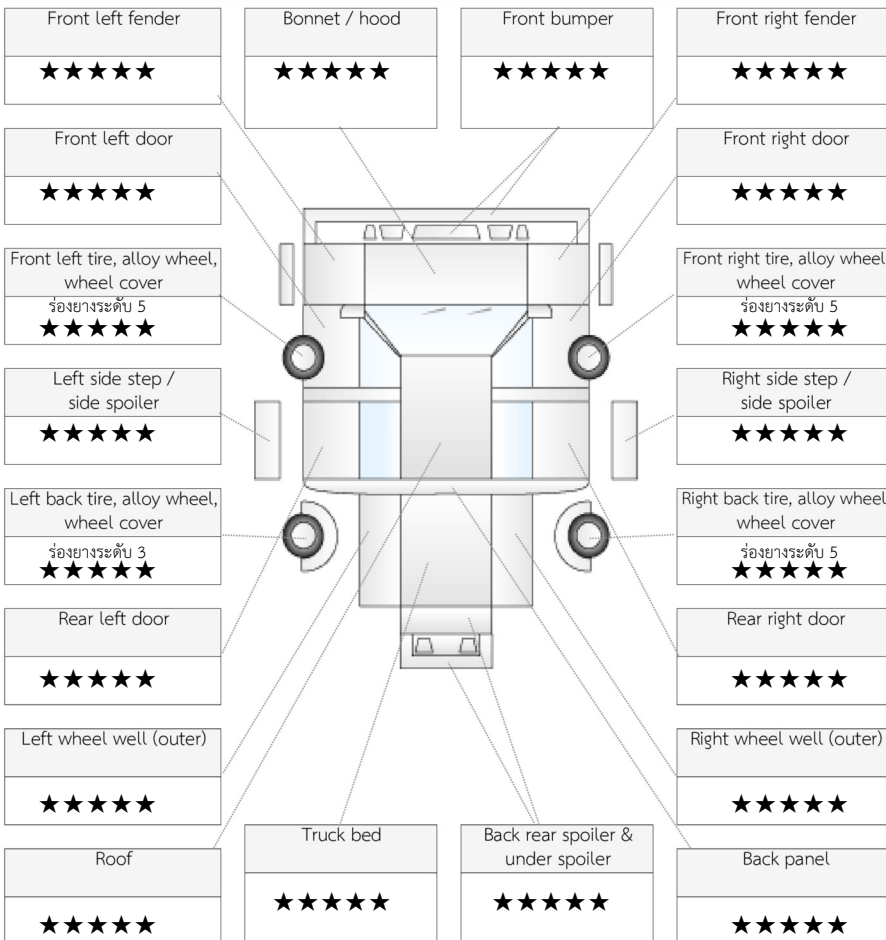 Front left fender
★★★★★
Bonnet / hood
★★★★★
Front bumper
★★★★★
Front right fender
★★★★★
Front left door
★★★★★
Front right door
★★★★★
Front left tire, alloy wheel,
wheel cover
ร่องยางระดับ 5
★★★★★
Front right tire, alloy wheel
wheel cover
ร่องยางระดับ 5
★★★★★
Left side step /
side spoiler
★★★★★
Right side step /
side spoiler
★★★★★
Left back tire, alloy wheel,
wheel cover
ร่องยางระดับ 3
★★★★★
Right back tire, alloy wheel
wheel cover
ร่องยางระดับ 5
★★★★★
Rear left door
★★★★★
Rear right door
★★★★★
Left wheel well (outer)
★★★★★
Right wheel well (outer)
★★★★★
Roof
★★★★★
Truck bed
★★★★★
Back rear spoiler &
under spoiler
★★★★★
Back panel
★★★★★